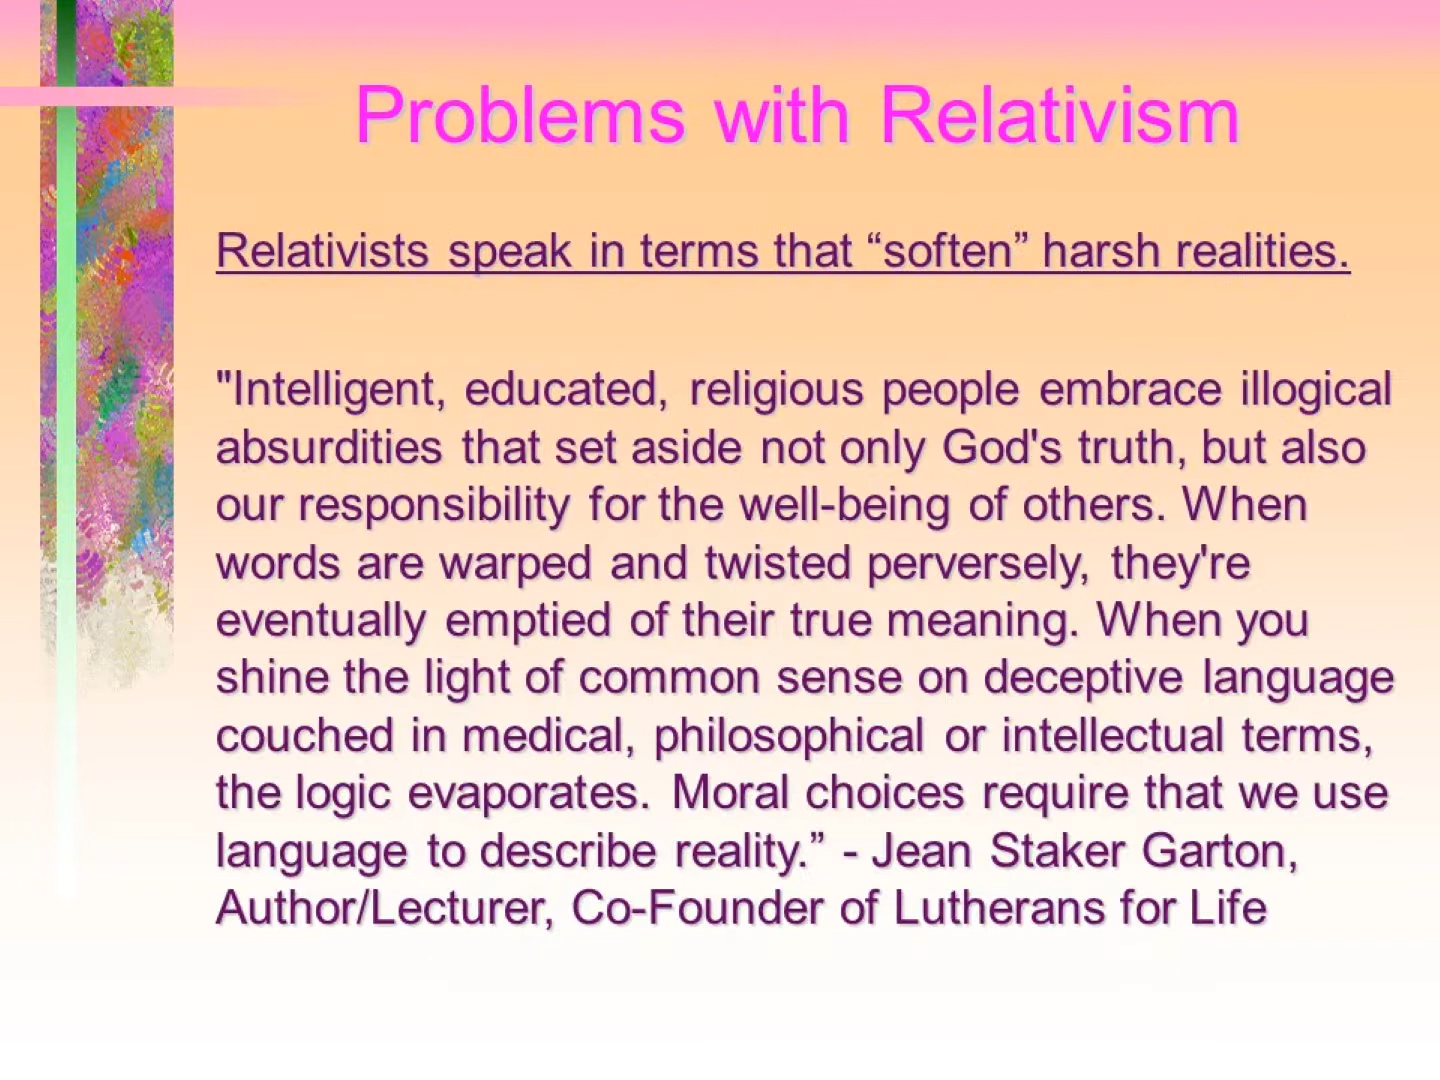 Problems with Relativism
Relativists speak in terms that “soften” harsh realities.
"Intelligent, educated, religious people embrace illogical
absurdities that set aside not only God's truth, but also
our responsibility for the well-being of others. When
words are warped and twisted perversely, they're
eventually emptied of their true meaning. When you
shine the light of common sense on deceptive language
couched in medical, philosophical or intellectual terms,
the logic evaporates. Moral choices require that we use
language to describe reality.” - Jean Staker Garton,
Author/Lecturer, Co-Founder of Lutherans for Life